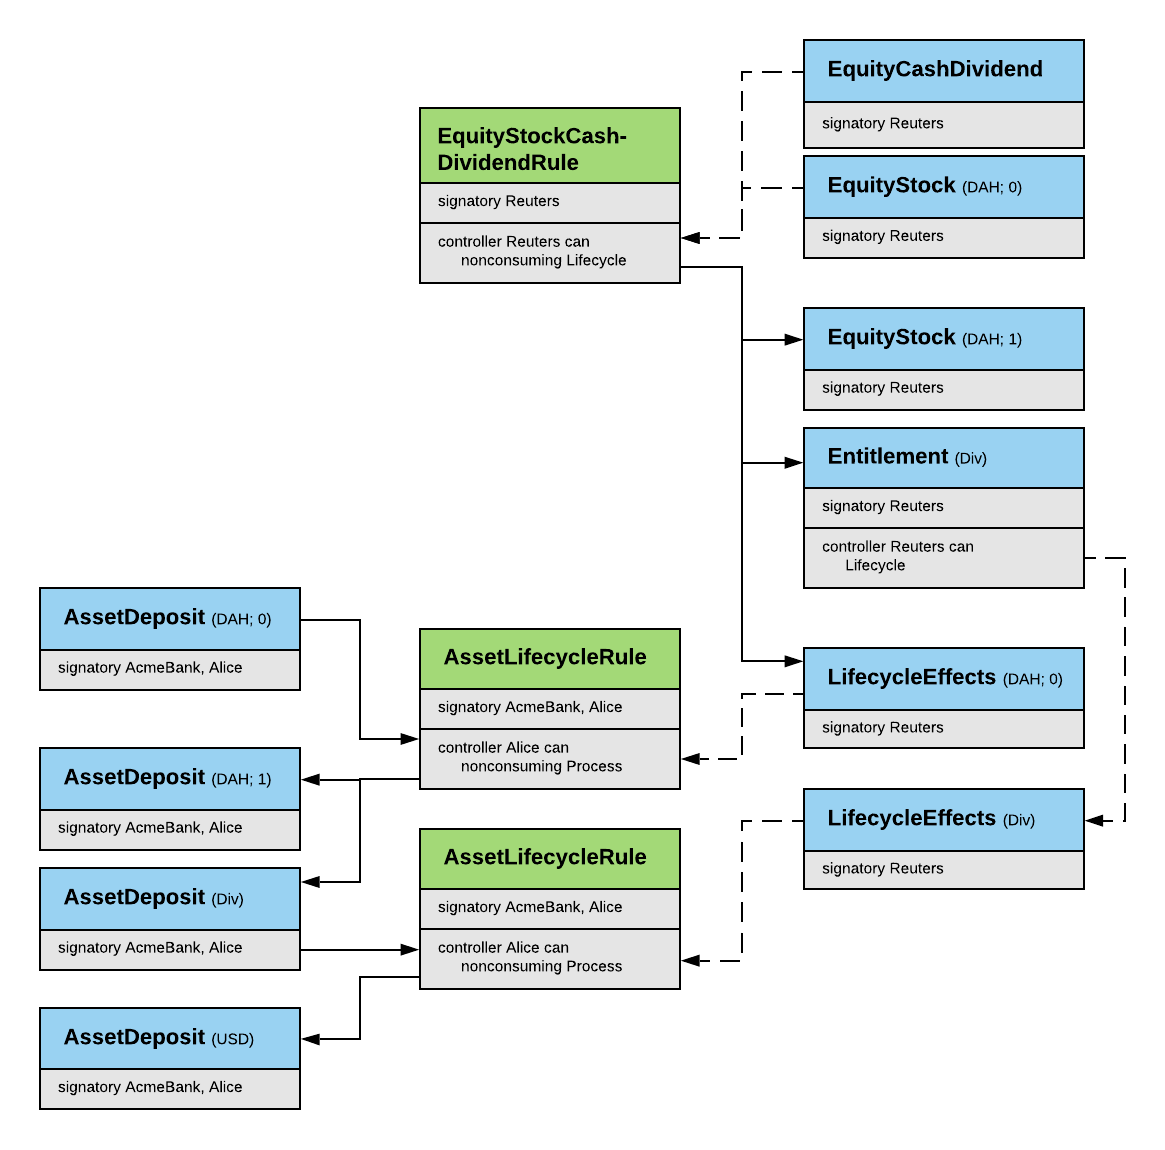 EquityCashDividend
signatory Reuters
EquityStockCash-
DividendRule
signatory Reuters
controller Reuters can
nonconsuming Lifecycle
EquityStock (DAH; 0)
signatory Reuters
EquityStock (DAH; 1)
signatory Reuters
Entitlement (Div)
signatory Reuters
controller Reuters can
Lifecycle
AssetDeposit (DAH; 0)
signatory AcmeBank, Alice
AssetLifecycleRule
signatory AcmeBank, Alice
controller Alice can
nonconsuming Process
LifecycleEffects (DAH; 0)
signatory Reuters
AssetDeposit (DAH; 1)
signatory AcmeBank, Alice
LifecycleEffects (Div)
signatory Reuters
AssetLifecycleRule
signatory AcmeBank, Alice
controller Alice can
nonconsuming Process
AssetDeposit (Div)
signatory AcmeBank, Alice
AssetDeposit (USD)
signatory AcmeBank, Alice